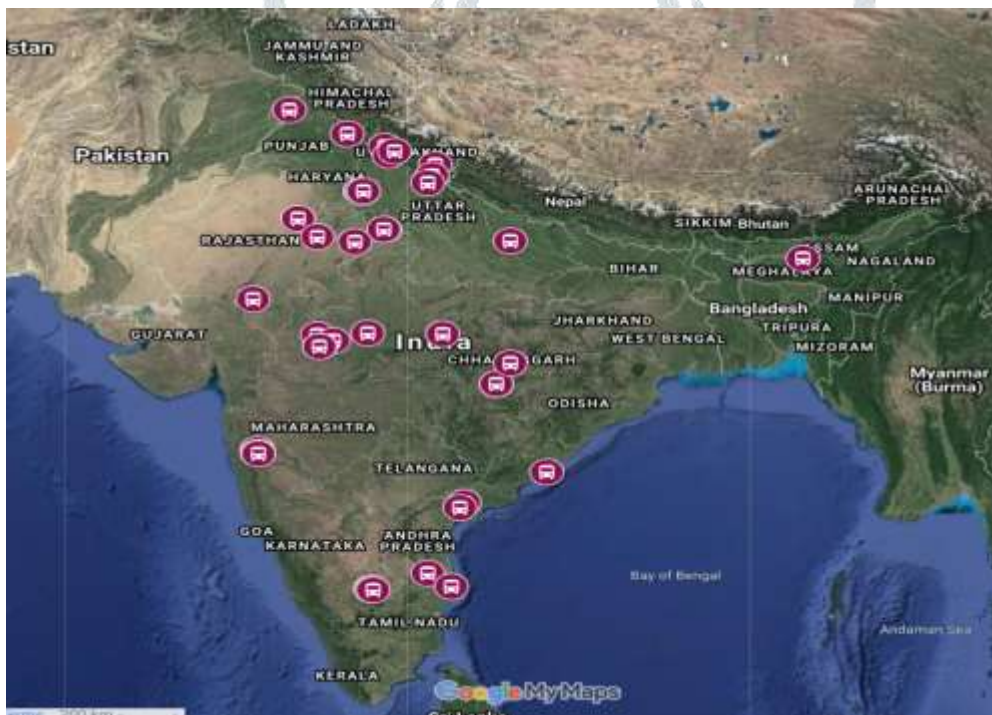 LADAKH
stan
JAMMU AND
KASHMIR
HIMACHAL
PRADESH
PUNJAB
Pakistan
HARYANA
UTTAR
PRADESH
Nepal
ARUNACHAL
PRADESH
SIKKIM
Bhutan
RAJASTHAN
NAGALAND
BIHAR
MEGHALAYA
MANIPUR
Bangladesh
TRIPURA
GUJARAT
India
JHARKHAND
WEST BENGAL
MIZORAM
Myanmar
(Burma)
ODISHA
MAHARASHTRA
TELANGANA
GOA
KARNATAKA
ANDHRA
PRADESH
Bay of Bengal
TAMIL NADU
Andaman Sea
KERALA
Google My Maps
200 km